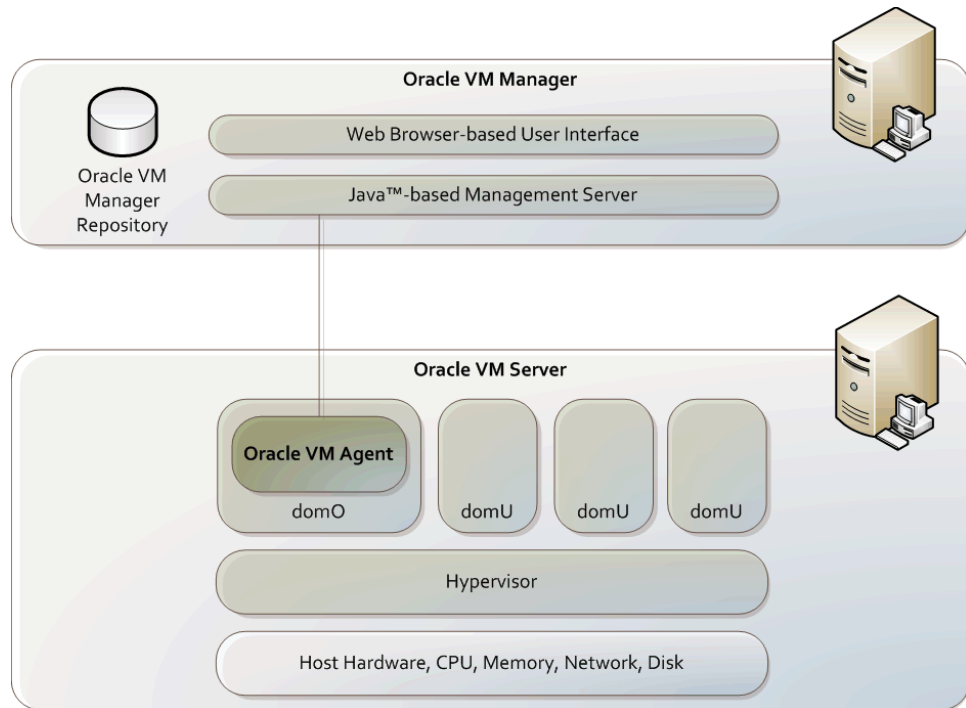 Oracle VM Manager
Web Browser-based User Interface
Java™-based Management Server
Oracle VM
Manager
Repository
Oracle VM Server
Oracle VM Agent
domO
domU
domU
domU
Hypervisor
Host Hardware, CPU, Memory, Network, Disk